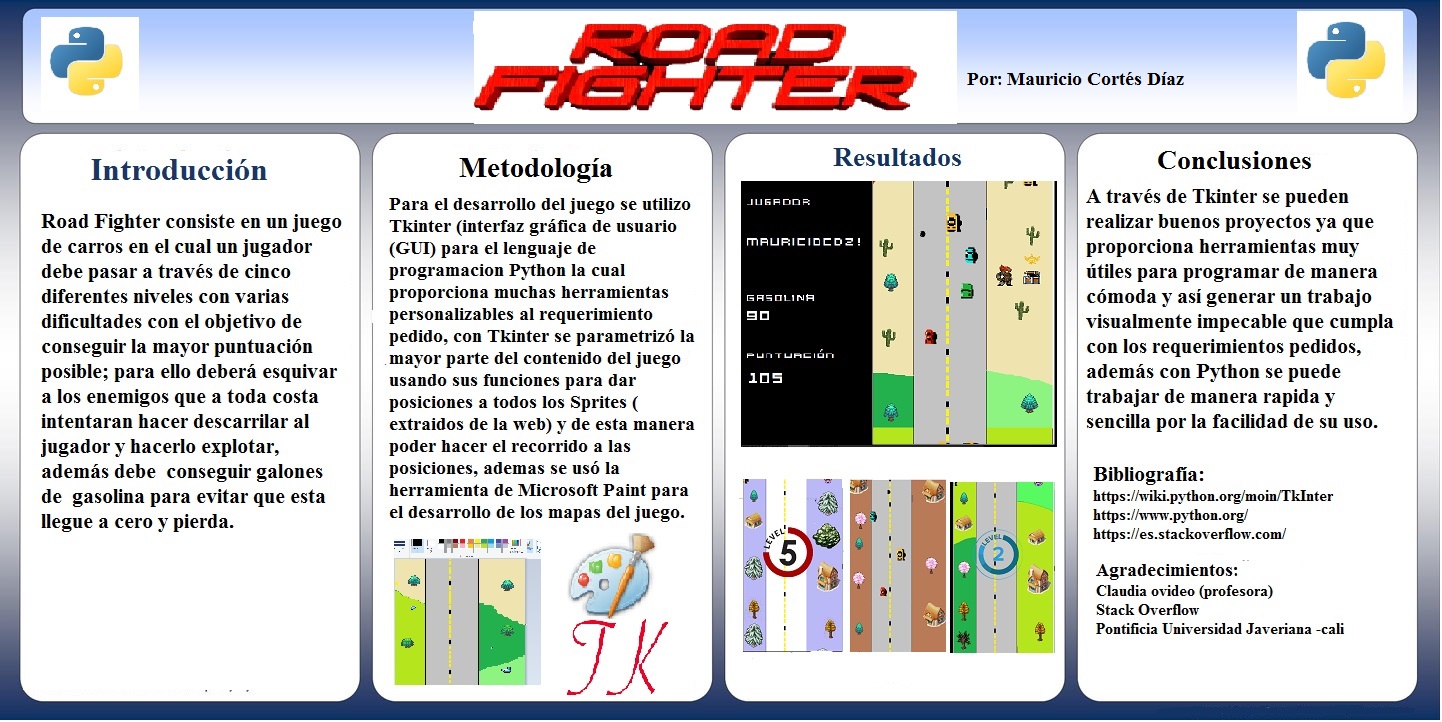 ROAD
FIGHTER
Por: Mauricio Cortés Díaz
Introducción
Road Fighter consiste en un juego
de carros en el cual un jugador
debe pasar a través de cinco
diferentes niveles con varias
dificultades con el objetivo de
conseguir la mayor puntuación
posible; para ello deberá esquivar
a los enemigos que a toda costa
intentaran hacer descarrilar al
jugador y hacerlo explotar,
además debe  conseguir galones
de  gasolina para evitar que esta
llegue a cero y pierda.
Metodología
Para el desarrollo del juego se utilizo
Tkinter (interfaz gráfica de usuario
(GUI) para el lenguaje de
programacion Python la cual
proporciona muchas herramientas
personalizables al requerimiento
pedido, con Tkinter se parametrizó la
mayor parte del contenido del juego
usando sus funciones para dar
posiciones a todos los Sprites (
extraidos de la web) y de esta manera
poder hacer el recorrido a las
posiciones, ademas se usó la
herramienta de Microsoft Paint para
el desarrollo de los mapas del juego.
TK
Resultados
JUGADOR
MAURICIOCD2!
GASOLINA
90
PUNTUACIÓN
105
LEVEL
5
LEVEL
2
Conclusiones
A través de Tkinter se pueden
realizar buenos proyectos ya que
proporciona herramientas muy
útiles para programar de manera
cómoda y así generar un trabajo
visualmente impecable que cumpla
con los requerimientos pedidos,
además con Python se puede
trabajar de manera rapida y
sencilla por la facilidad de su uso.
Bibliografía:
https://wiki.python.org/moin/TkInter
https://www.python.org/
https://es.stackoverflow.com/
Agradecimientos:
Claudia ovideo (profesora)
Stack Overflow
Pontificia Universidad Javeriana -cali